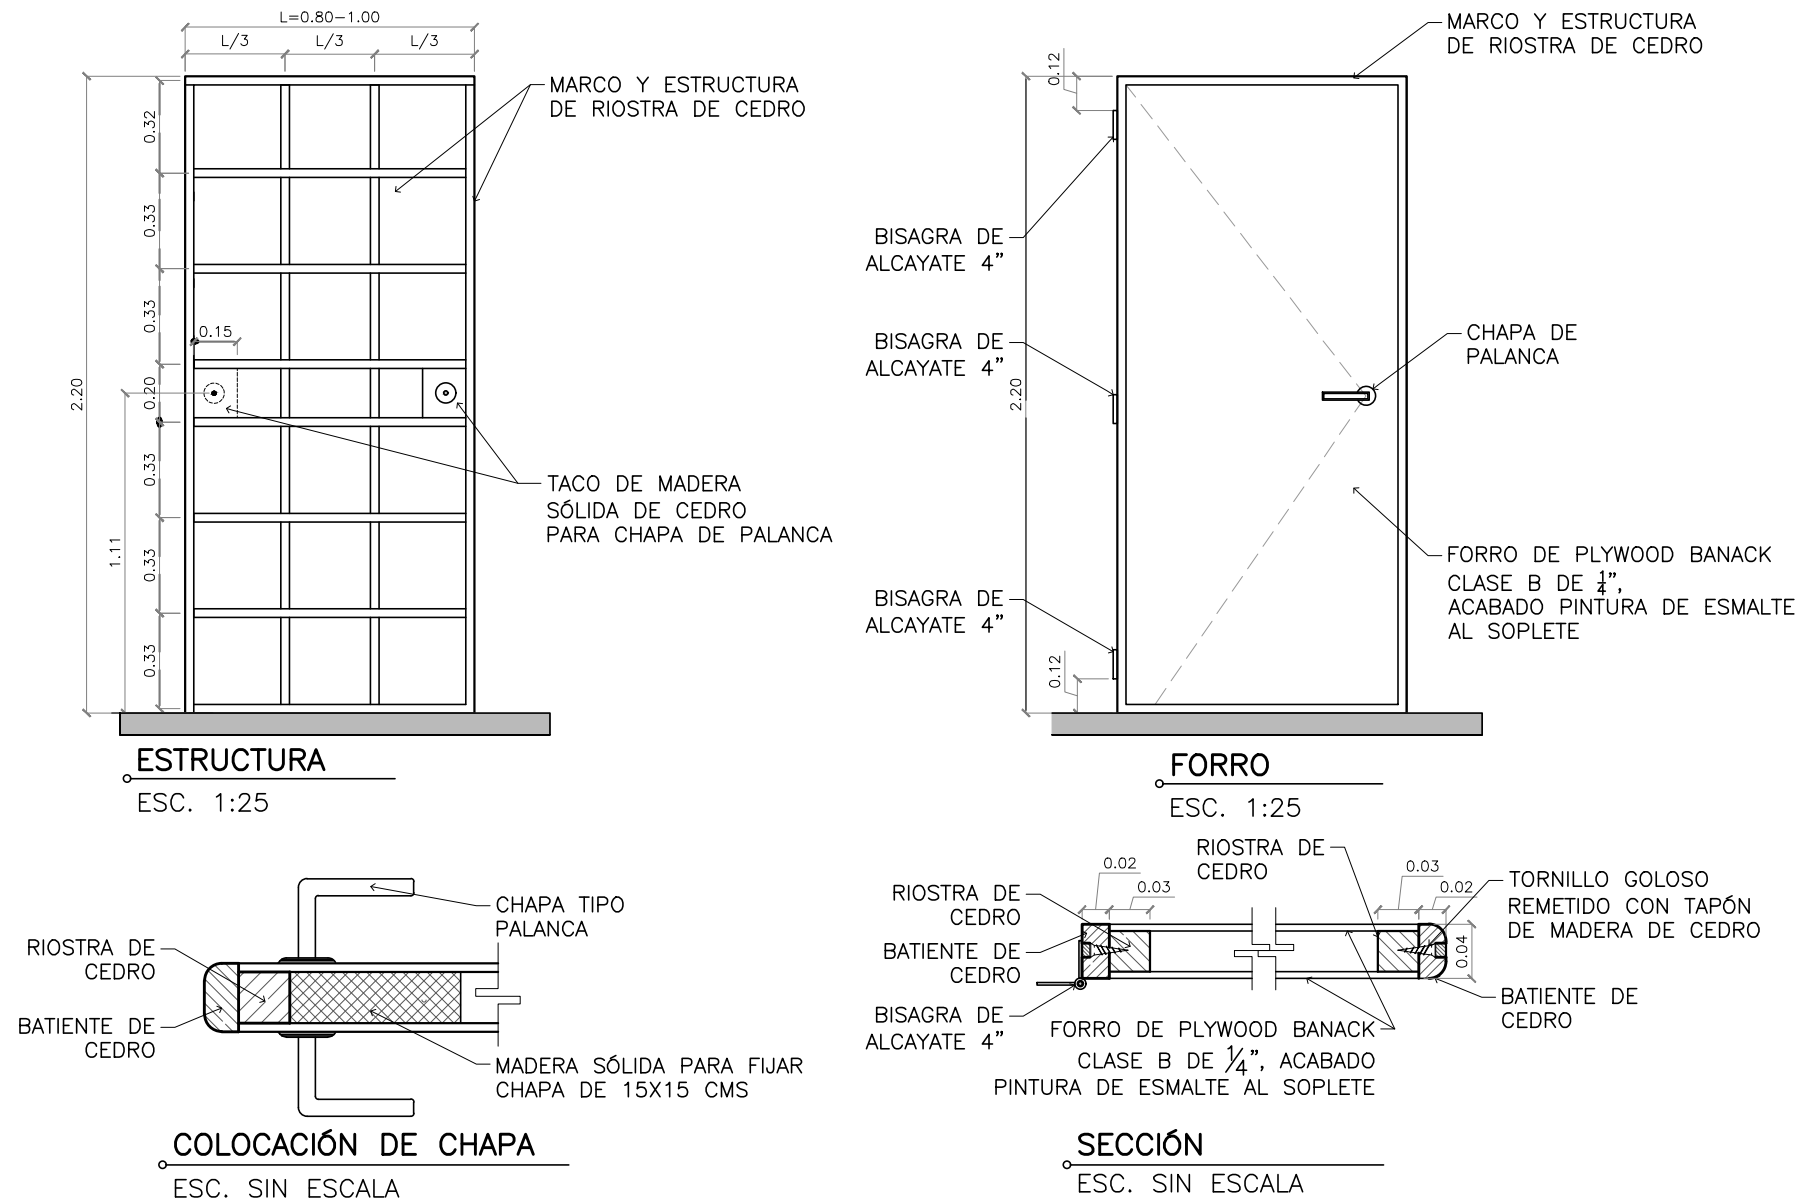 L=0.80-1.00
L/3
L/3
L/3
MARCO Y ESTRUCTURA
DE RIOSTRA DE CEDRO
0.32
0.33
0.33
0.15
0.20
2.20
0.33
1.11
0.33
0.33
TACO DE MADERA
SÓLIDA DE CEDRO
PARA CHAPA DE PALANCA
ESTRUCTURA
ESC. 1:25
MARCO Y ESTRUCTURA
DE RIOSTRA DE CEDRO
0.12
BISAGRA DE
ALCAYATE 4"
BISAGRA DE
ALCAYATE 4"
2.20
CHAPA DE
PALANCA
BISAGRA DE
ALCAYATE 4"
0.12
FORRO DE PLYWOOD BANACK
CLASE B DE 1/4",
ACABADO PINTURA DE ESMALTE
AL SOPLETE
FORRO
ESC. 1:25
CHAPA TIPO
PALANCA
RIOSTRA DE
CEDRO
BATIENTE DE
CEDRO
MADERA SÓLIDA PARA FIJAR
CHAPA DE 15X15 CMS
COLOCACIÓN DE CHAPA
ESC. SIN ESCALA
RIOSTRA DE
CEDRO
0.02
0.03
0.03
0.02
TORNILLO GOLOSO
REMETIDO CON TAPÓN
DE MADERA DE CEDRO
RIOSTRA DE
CEDRO
BATIENTE DE
CEDRO
0.04
BISAGRA DE
ALCAYATE 4"
BATIENTE DE
CEDRO
FORRO DE PLYWOOD BANACK
CLASE B DE 1/4", ACABADO
PINTURA DE ESMALTE AL SOPLETE
SECCIÓN
ESC. SIN ESCALA